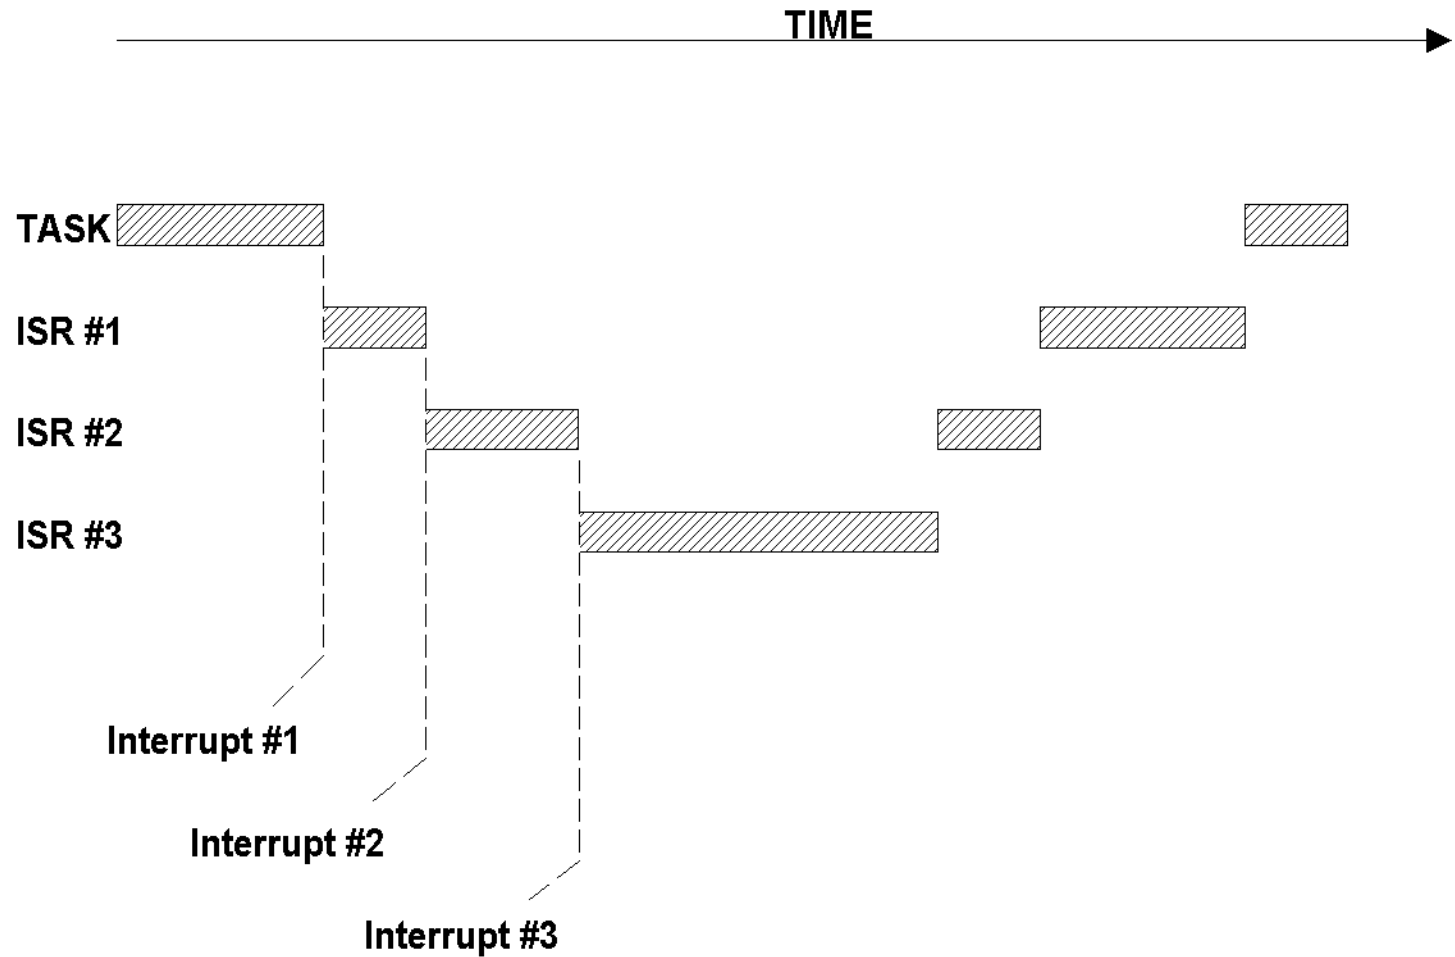 TIME
TASK
ISR #1
ISR #2
ISR #3
Interrupt #1
Interrupt #2
Interrupt #3